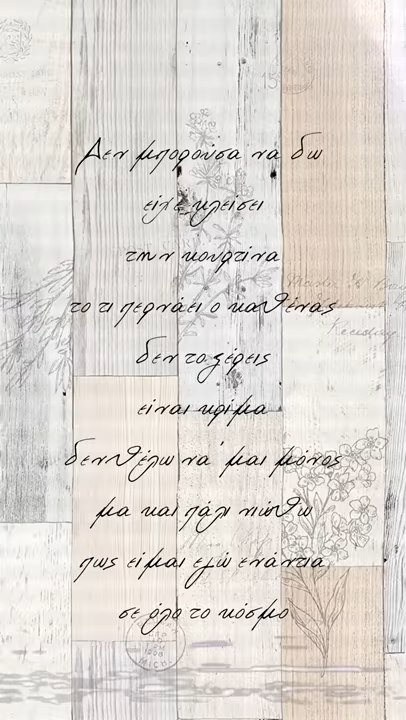 Δεν μπορούσα να δω
είχε κλείσει
την κουρτίνα
το τι περνάει ο καθένας
δεν το ξέρεις
είναι κρίμα
δεν θέλω να 'μαι μόνος
μα και πάλι νιώθω
πως είμαι εγώ ενάντια
σε όλο το κόσμο